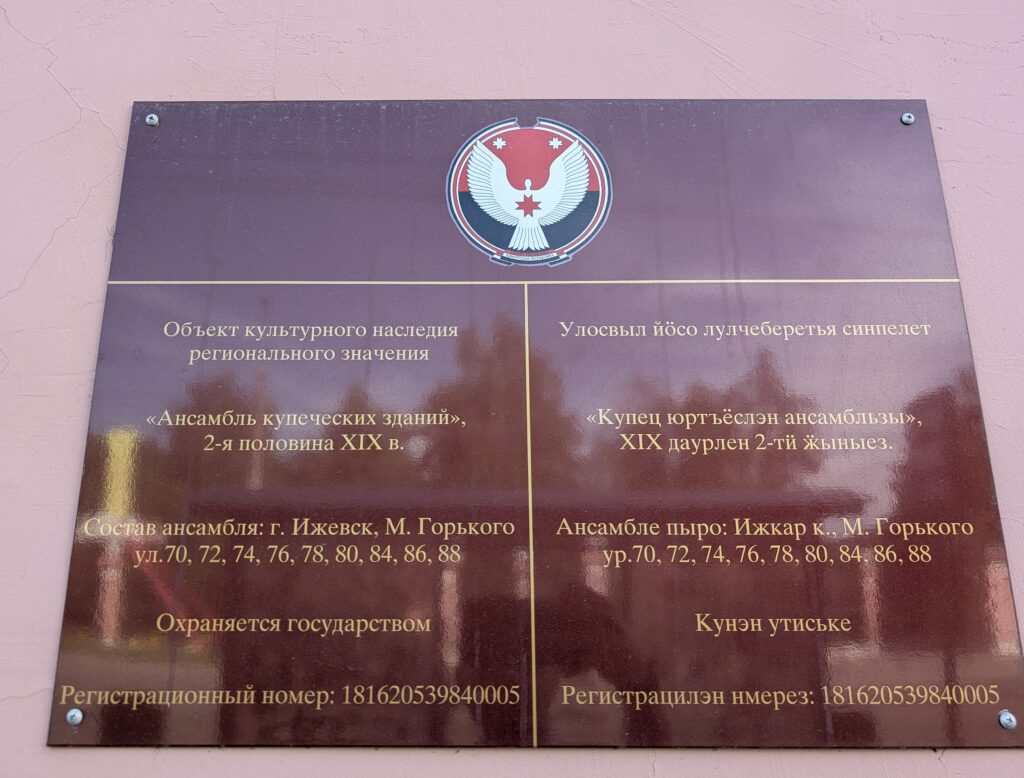 Объект культурного наследия
регионального значения
«Ансамбль купеческих зданий»,
2-я половина XIX в.
Состав ансамбля: г. Ижевск, М. Горького
ул.70, 72, 74, 76, 78, 80, 84, 86, 88
Охраняется государством
Регистрационный номер: 181620539840005
Улосвыл йӧсо лулчеберетья синпелет
«Купец юртъёслэн ансамбльзы»,
XIX даурлен 2-тӥ ӝыныез.
Ансамбле пыро: Ижкар к., М. Горького
ур.70, 72, 74, 76, 78, 80, 84, 86, 88
Кунэн утиське
Регистрацилэн нмерез: 181620539840005